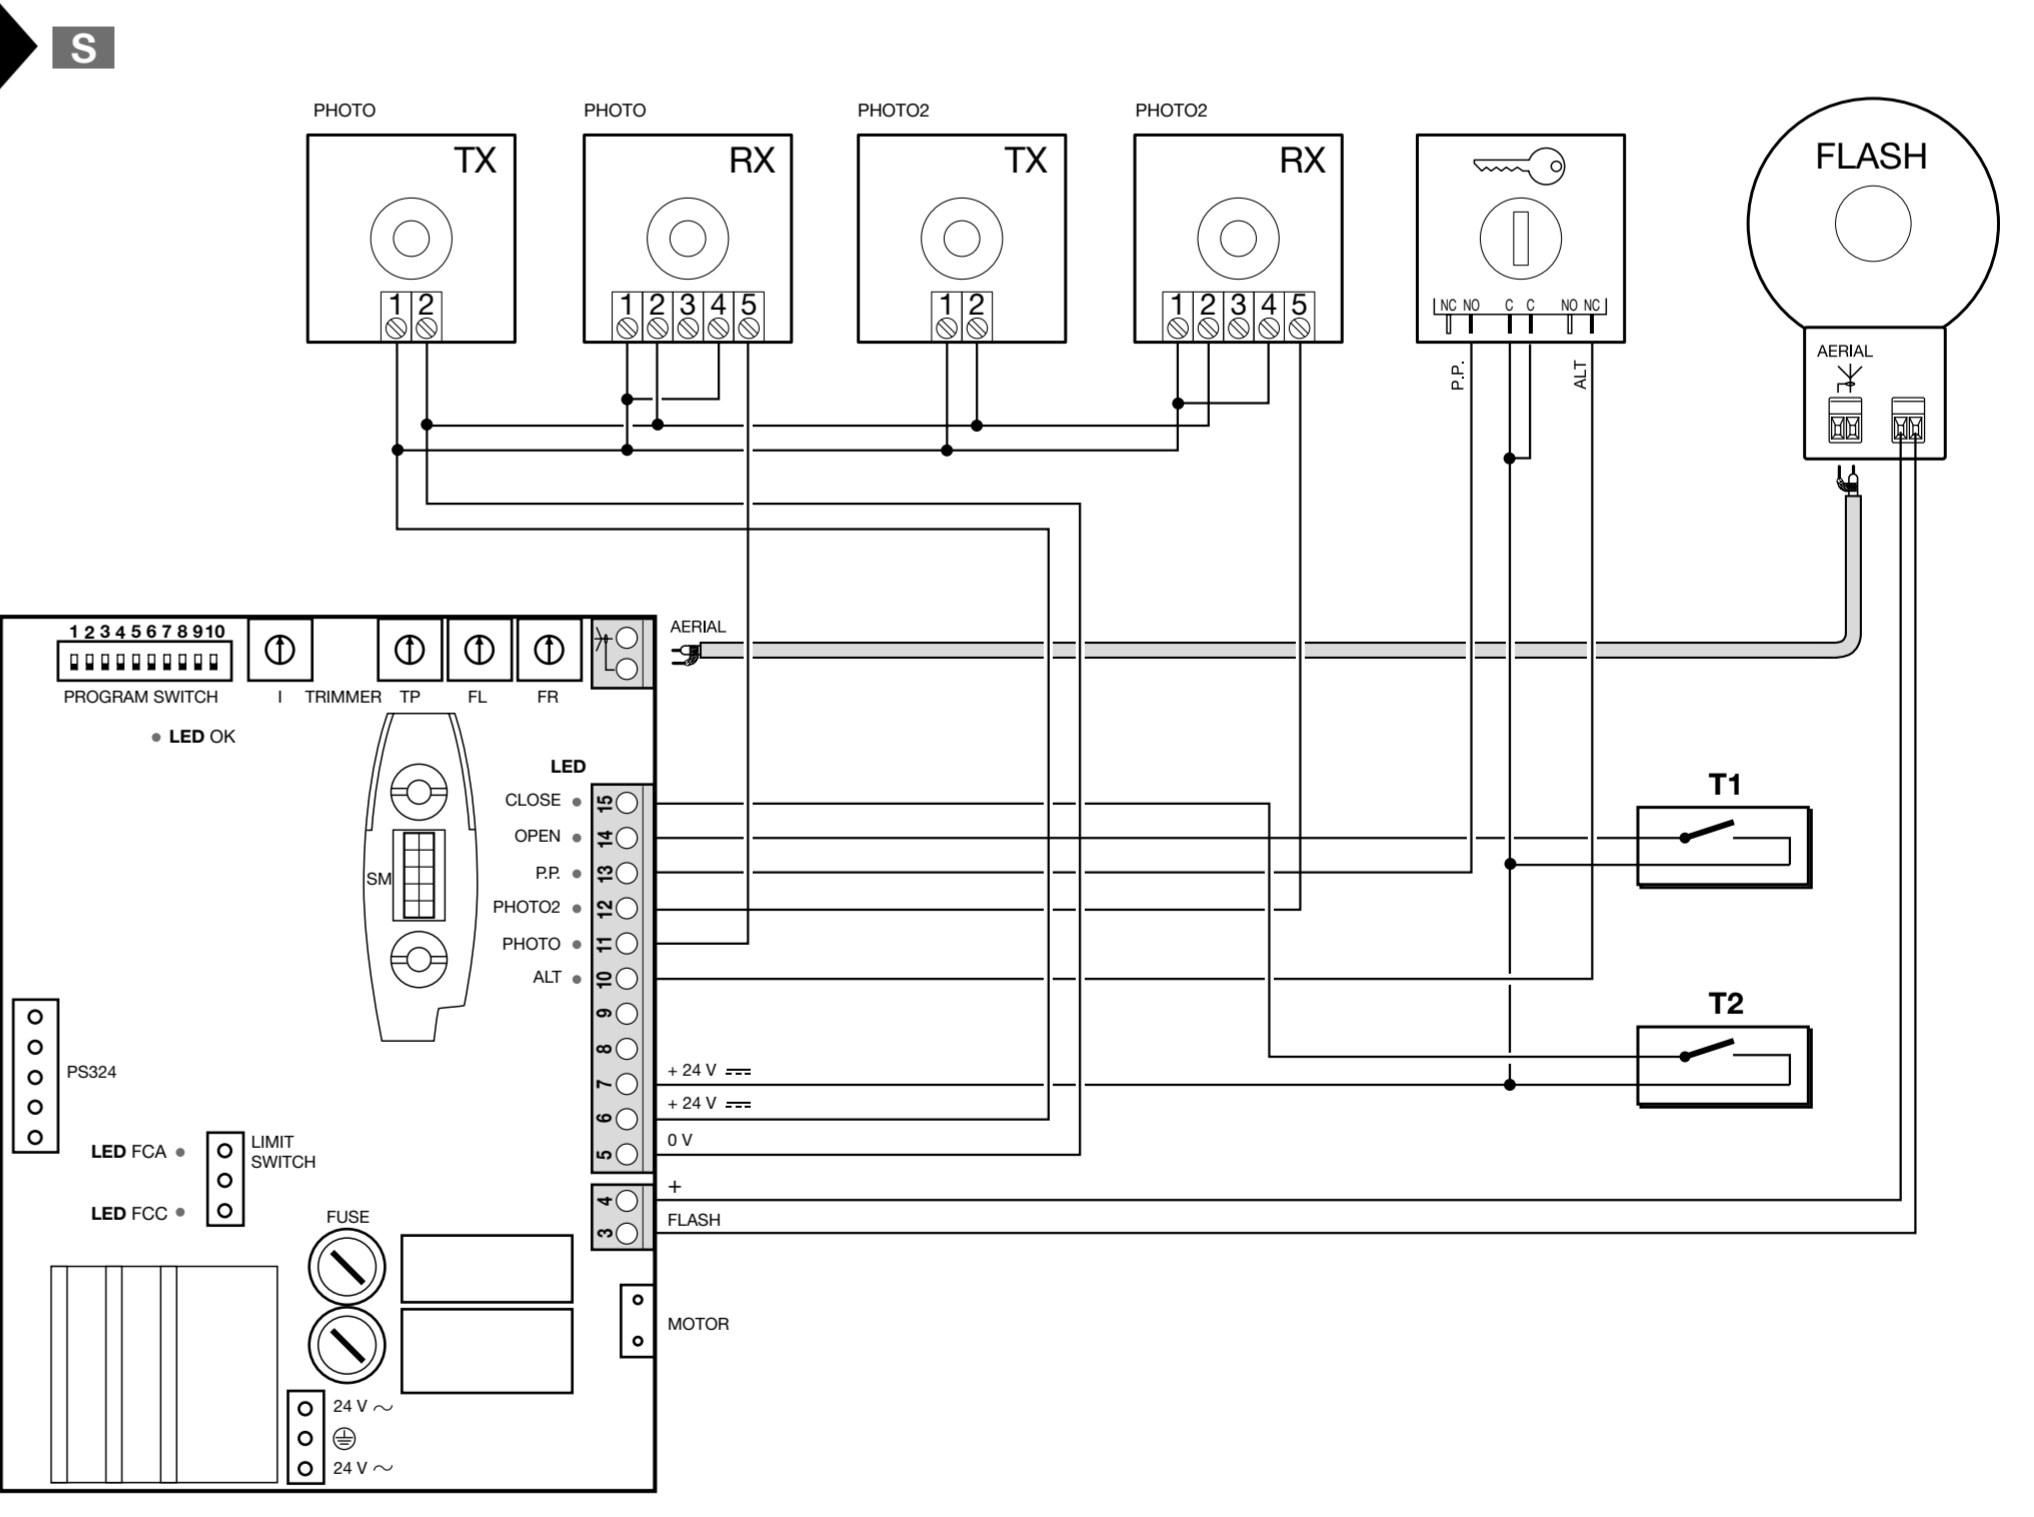 S
PHOTO PHOTO PHOTO2 PHOTO2
TX RX TX RX FLASH
1 2 1 2 3 4 5 1 2 1 2 3 4 5 NC NO C C NO NC
P.P. ALT AERIAL
1 2 3 4 5 6 7 8 9 10
PROGRAM SWITCH I TRIMMER TP FL FR
AERIAL
LED OK
LED
CLOSE 15
OPEN 14
P.P. 13
PHOTO2 12
PHOTO 11
ALT 10
9
8
7 + 24 V
6 + 24 V
5 0 V
4 +
3 FLASH
SM
T1
T2
PS324
LED FCA
LIMIT
SWITCH
LED FCC
FUSE
MOTOR
24 V ~
24 V ~